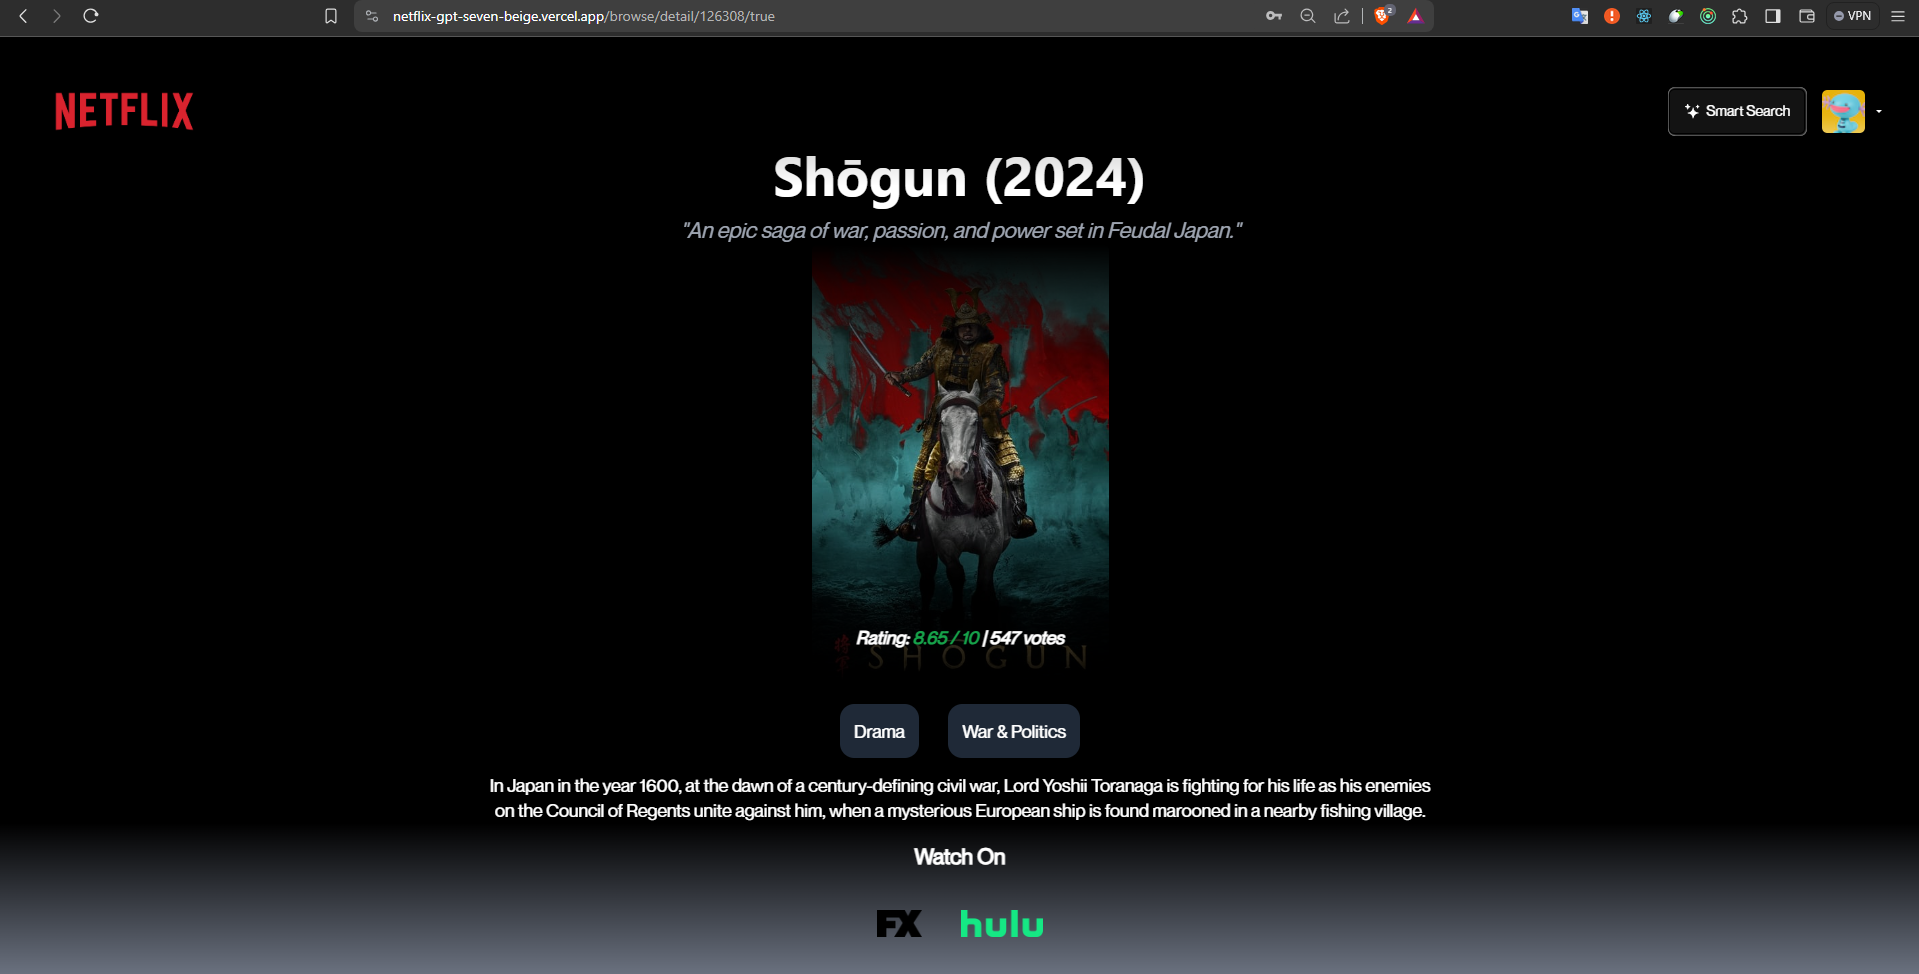 netflix-gpt-seven-beige.vercel.app/browse/detail/126308/true
2
VPN
NETFLIX
Smart Search
Shōgun (2024)
"An epic saga of war, passion, and power set in Feudal Japan."
Rating: 8.65 / 10 | 547 votes
SHŌGUN
Drama
War & Politics
In Japan in the year 1600, at the dawn of a century-defining civil war, Lord Yoshii Toranaga is fighting for his life as his enemies
on the Council of Regents unite against him, when a mysterious European ship is found marooned in a nearby fishing village.
Watch On
FX
hulu